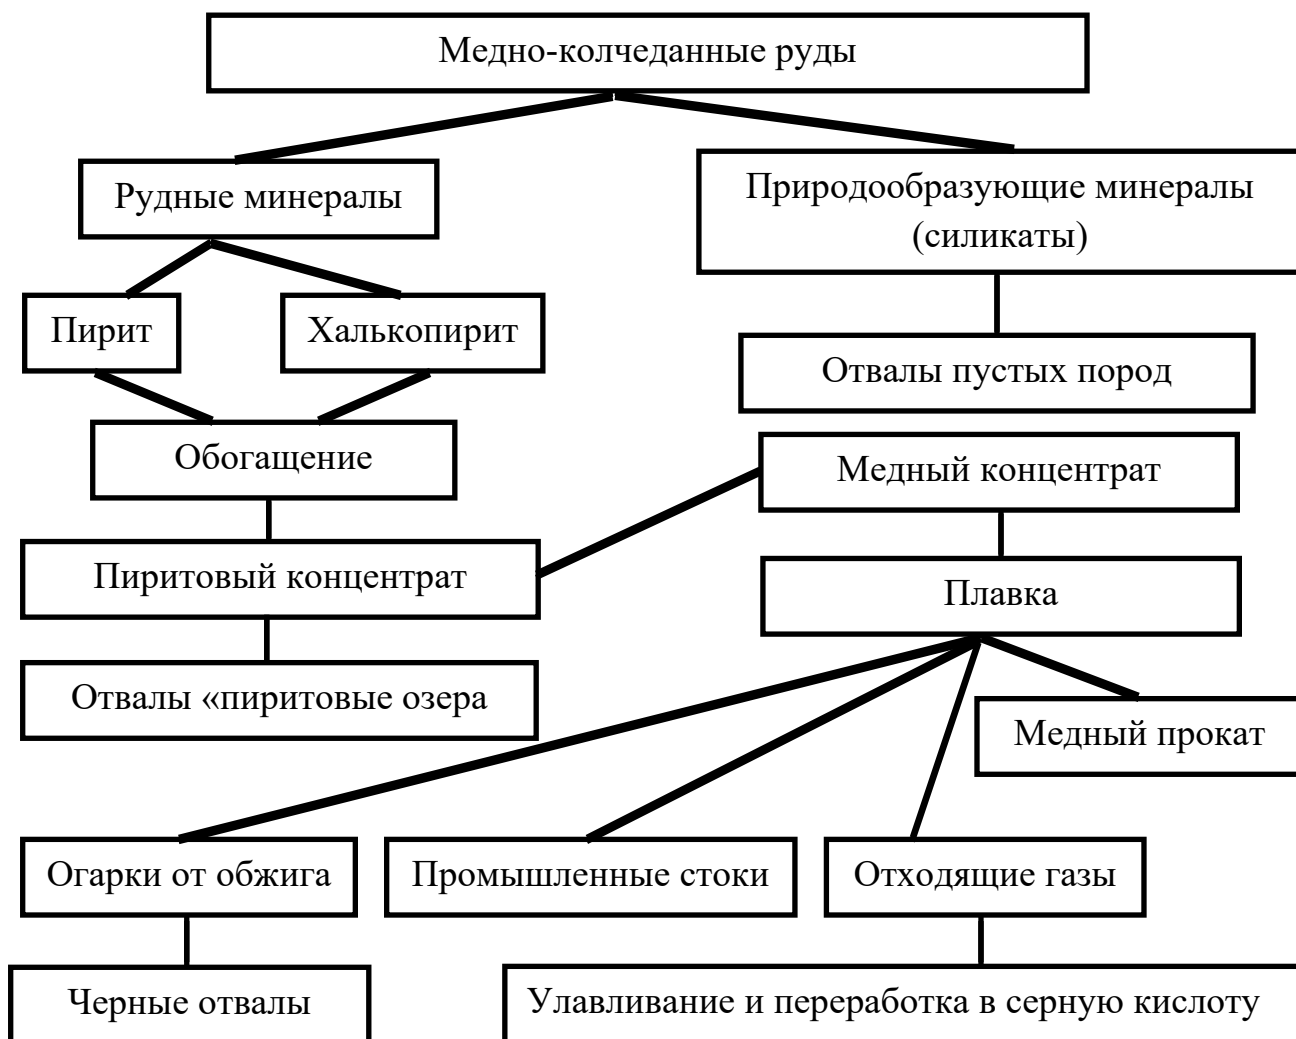 Медно-колчеданные руды
Рудные минералы
Природообразующие минералы
(силикаты)
Пирит
Халькопирит
Отвалы пустых пород
Обогащение
Медный концентрат
Пиритовый концентрат
Плавка
Отвалы «пиритовые озера
Медный прокат
Огарки от обжига
Промышленные стоки
Отходящие газы
Черные отвалы
Улавливание и переработка в серную кислоту